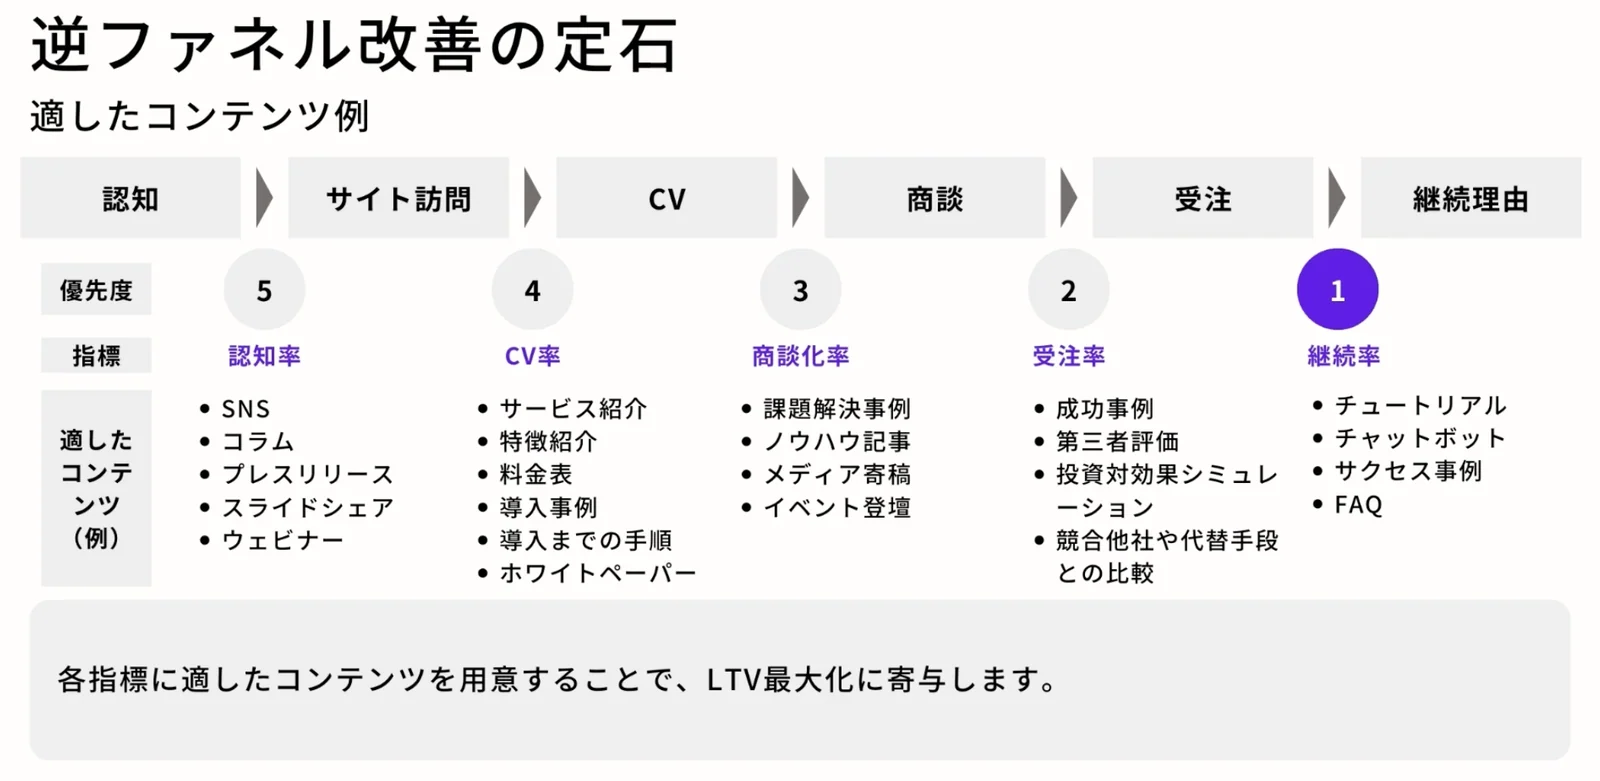 逆ファネル改善の定石
適したコンテンツ例
認知
サイト訪問
CV
商談
受注
継続理由
優先度
5
4
3
2
1
指標
認知率
CV率
商談化率
受注率
継続率
適した
コンテ
ンツ
（例）
• SNS
• コラム
• プレスリリース
• スライドシェア
• ウェビナー
• サービス紹介
• 特徴紹介
• 料金表
• 導入事例
• 導入までの手順
• ホワイトペーパー
• 課題解決事例
• ノウハウ記事
• メディア寄稿
• イベント登壇
• 成功事例
• 第三者評価
• 投資対効果シミュレ
ーション
• 競合他社や代替手段
との比較
• チュートリアル
• チャットボット
• サクセス事例
• FAQ
各指標に適したコンテンツを用意することで、LTV最大化に寄与します。